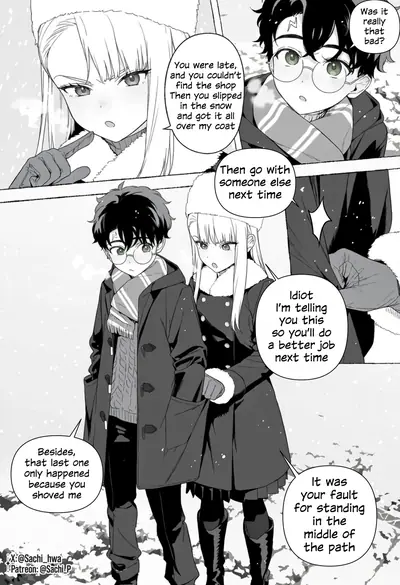 Was it
really
that
bad?
You were late,
and you couldn't
find the shop
Then you slipped
in the snow
and got it all
over my coat
Then go with
someone else
next time
Idiot
I'm telling
you this
so you'll do
a better job
next time
Besides,
that last one
only happened
because you
shoved me
It was
your fault
for standing
in the
middle of
the path
X:@Sachi_hwa
Patreon: @Sachi_P